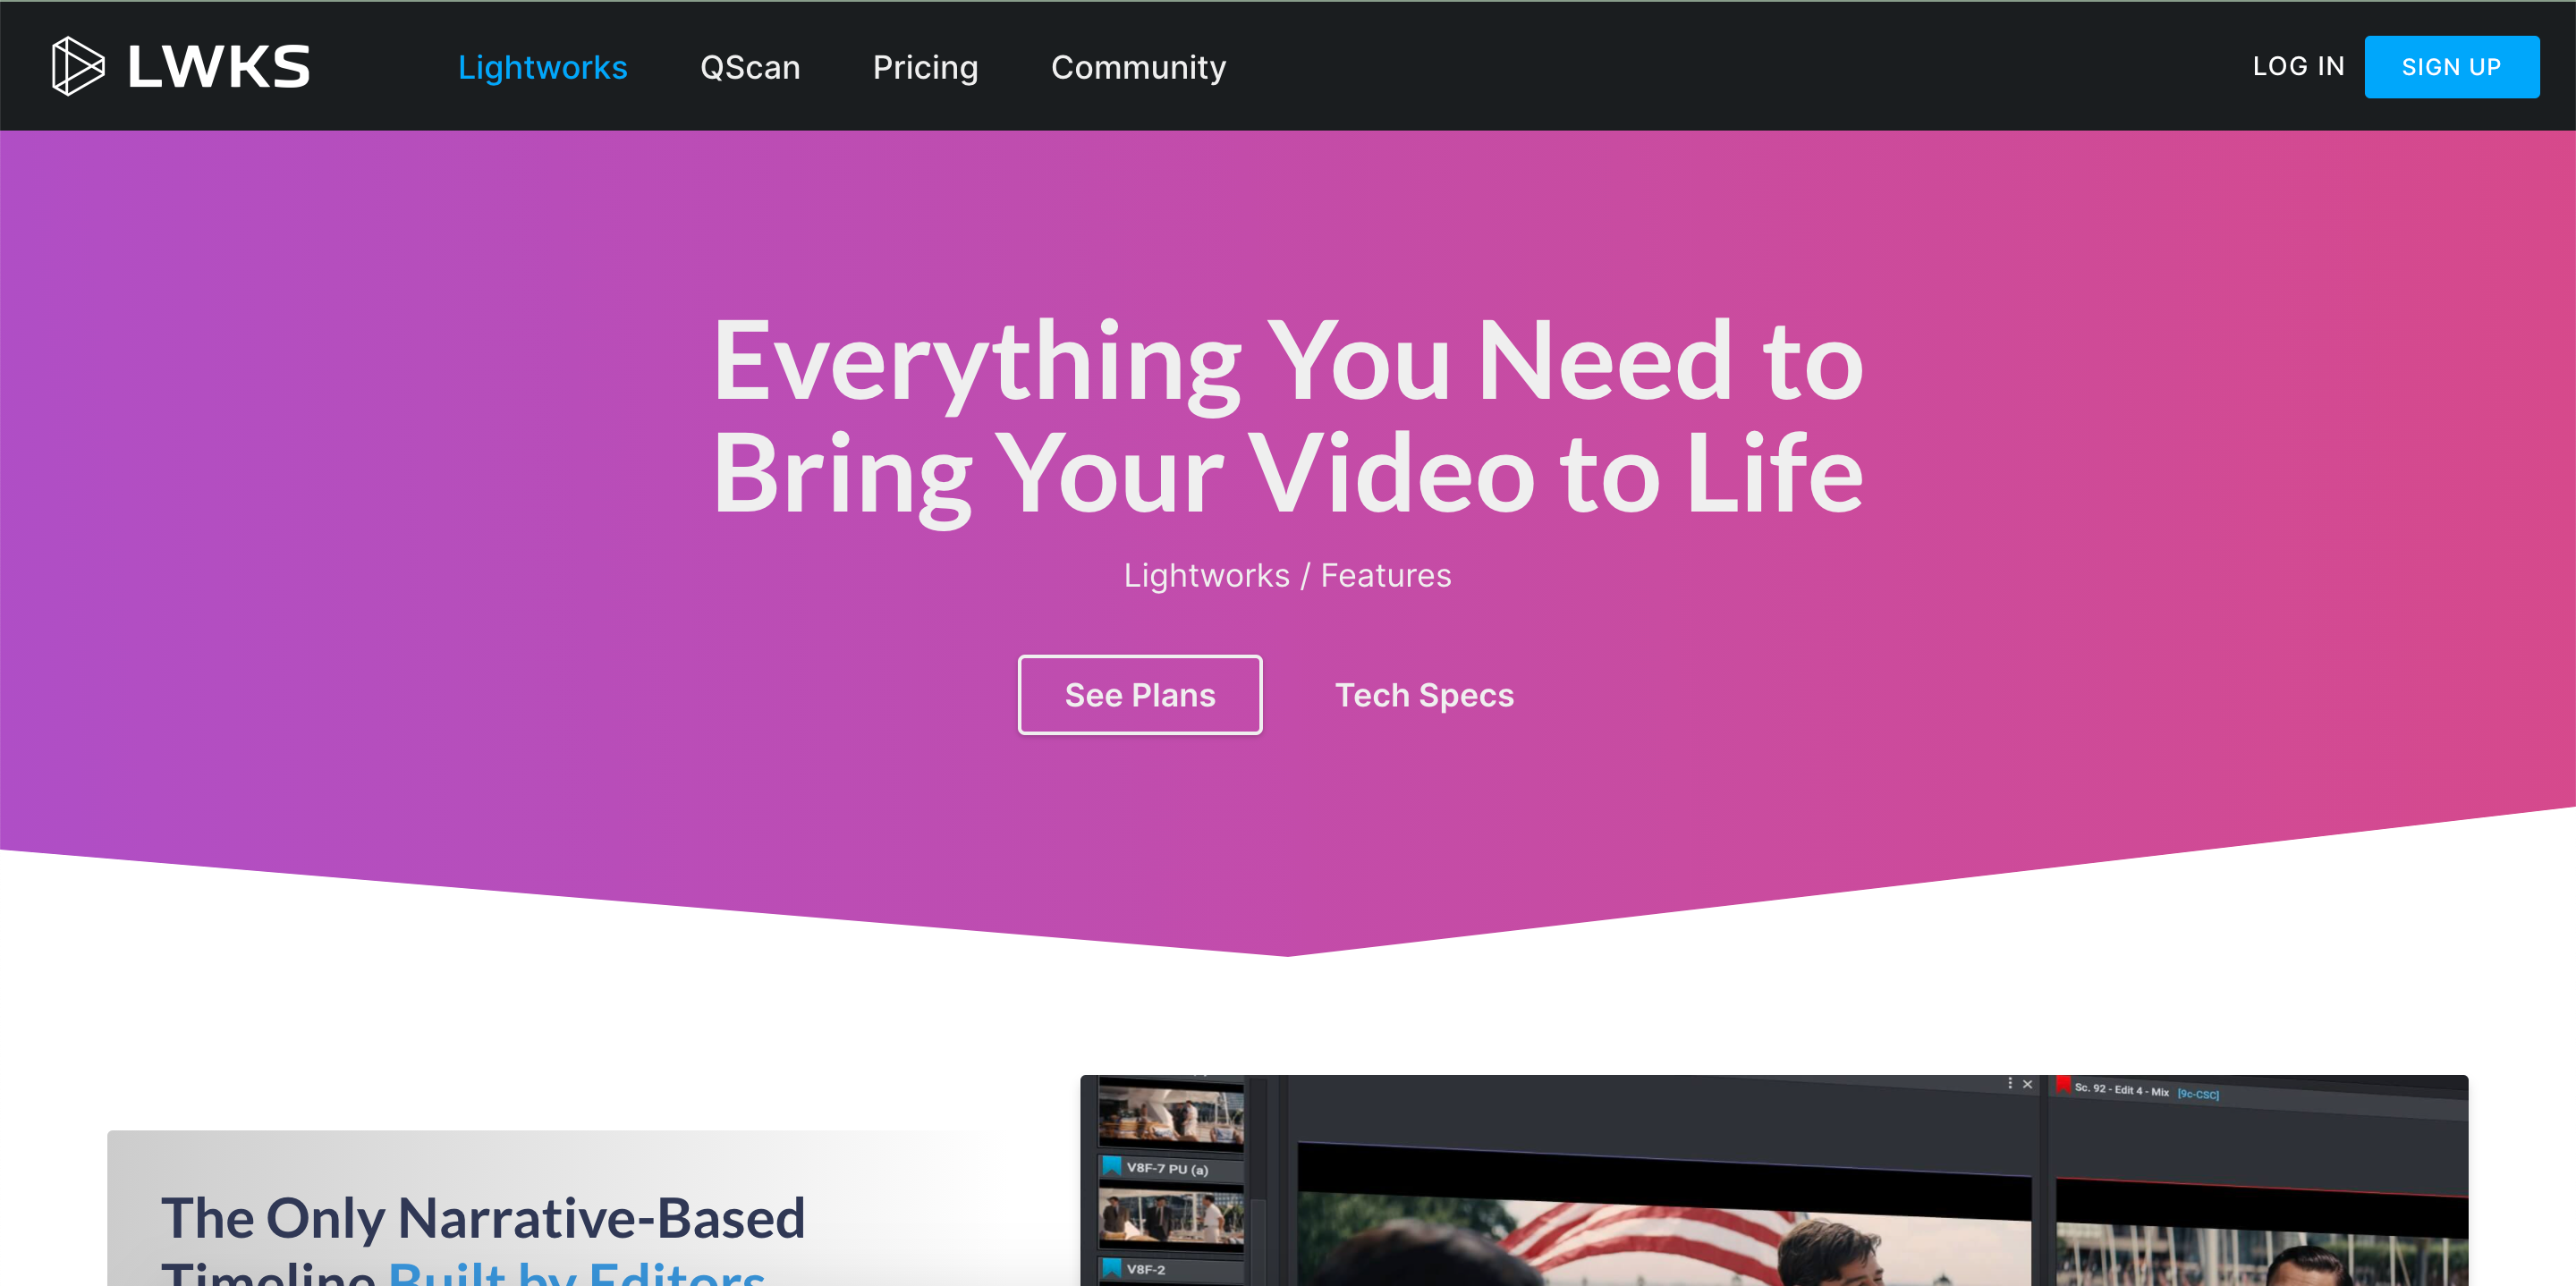 LWKS
Lightworks
QScan
Pricing
Community
LOG IN
SIGN UP
Everything You Need to
Bring Your Video to Life
Lightworks / Features
See Plans
Tech Specs
The Only Narrative-Based
Timeline Built by Editors
Sc. 92 - Edit 4 - Mix [9c-CSC]
V8F-7 PU (a)
V8F-2